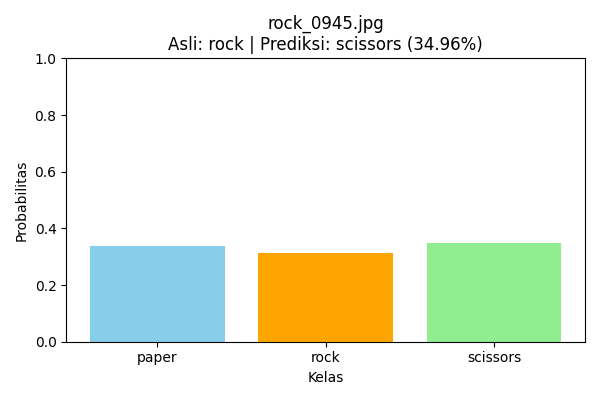 rock_0945.jpg
Asli: rock | Prediksi: scissors (34.96%)
1.0
0.8
0.6
0.4
0.2
0.0
Probabilitas
paper rock scissors
Kelas